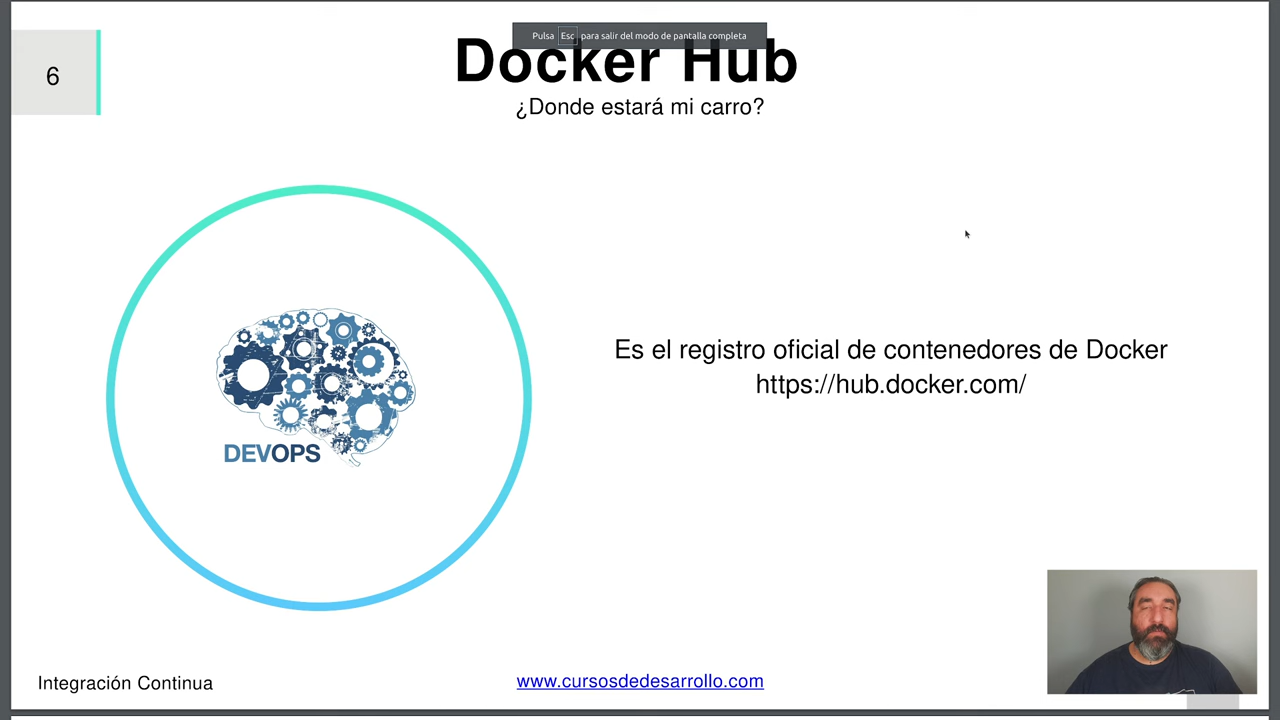 Pulsa Esc para salir del modo de pantalla completa
6
Docker Hub
¿Donde estará mi carro?
DEVOPS
Es el registro oficial de contenedores de Docker
https://hub.docker.com/
Integración Continua
www.cursosdedesarrollo.com